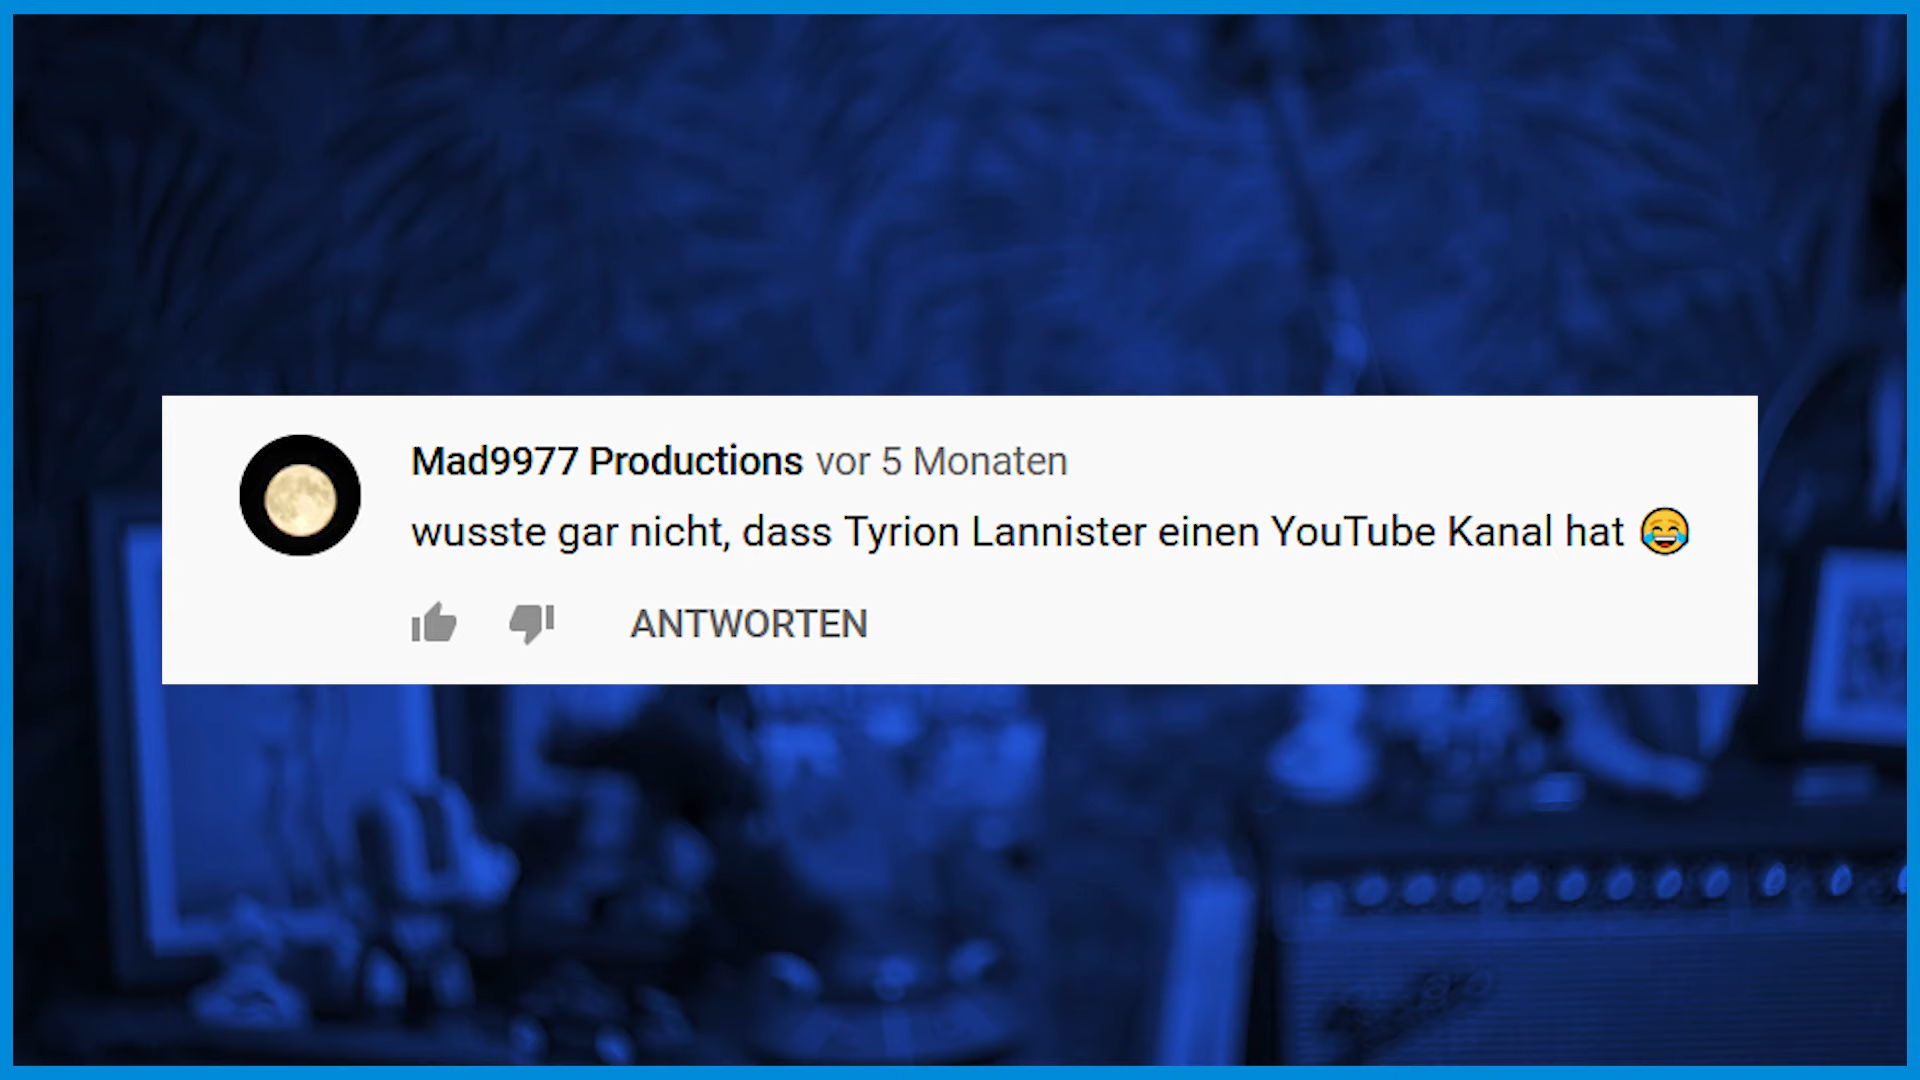 Mad9977 Productions vor 5 Monaten
wusste gar nicht, dass Tyrion Lannister einen YouTube Kanal hat 😂
ANTWORTEN